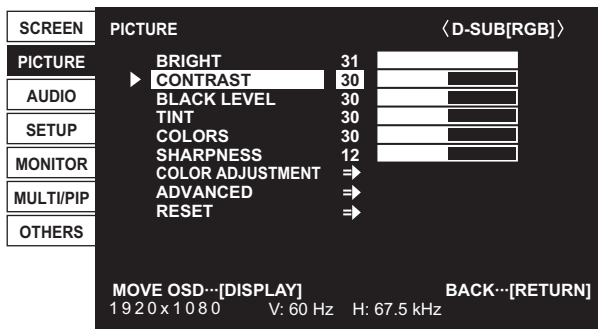 SCREEN
PICTURE
AUDIO
SETUP
MONITOR
MULTI/PIP
OTHERS
PICTURE 〈D-SUB[RGB]〉
BRIGHT 31
CONTRAST 30
BLACK LEVEL 30
TINT 30
COLORS 30
SHARPNESS 12
COLOR ADJUSTMENT
ADVANCED
RESET
MOVE OSD···[DISPLAY] BACK···[RETURN]
1920x1080 V: 60 Hz H: 67.5 kHz